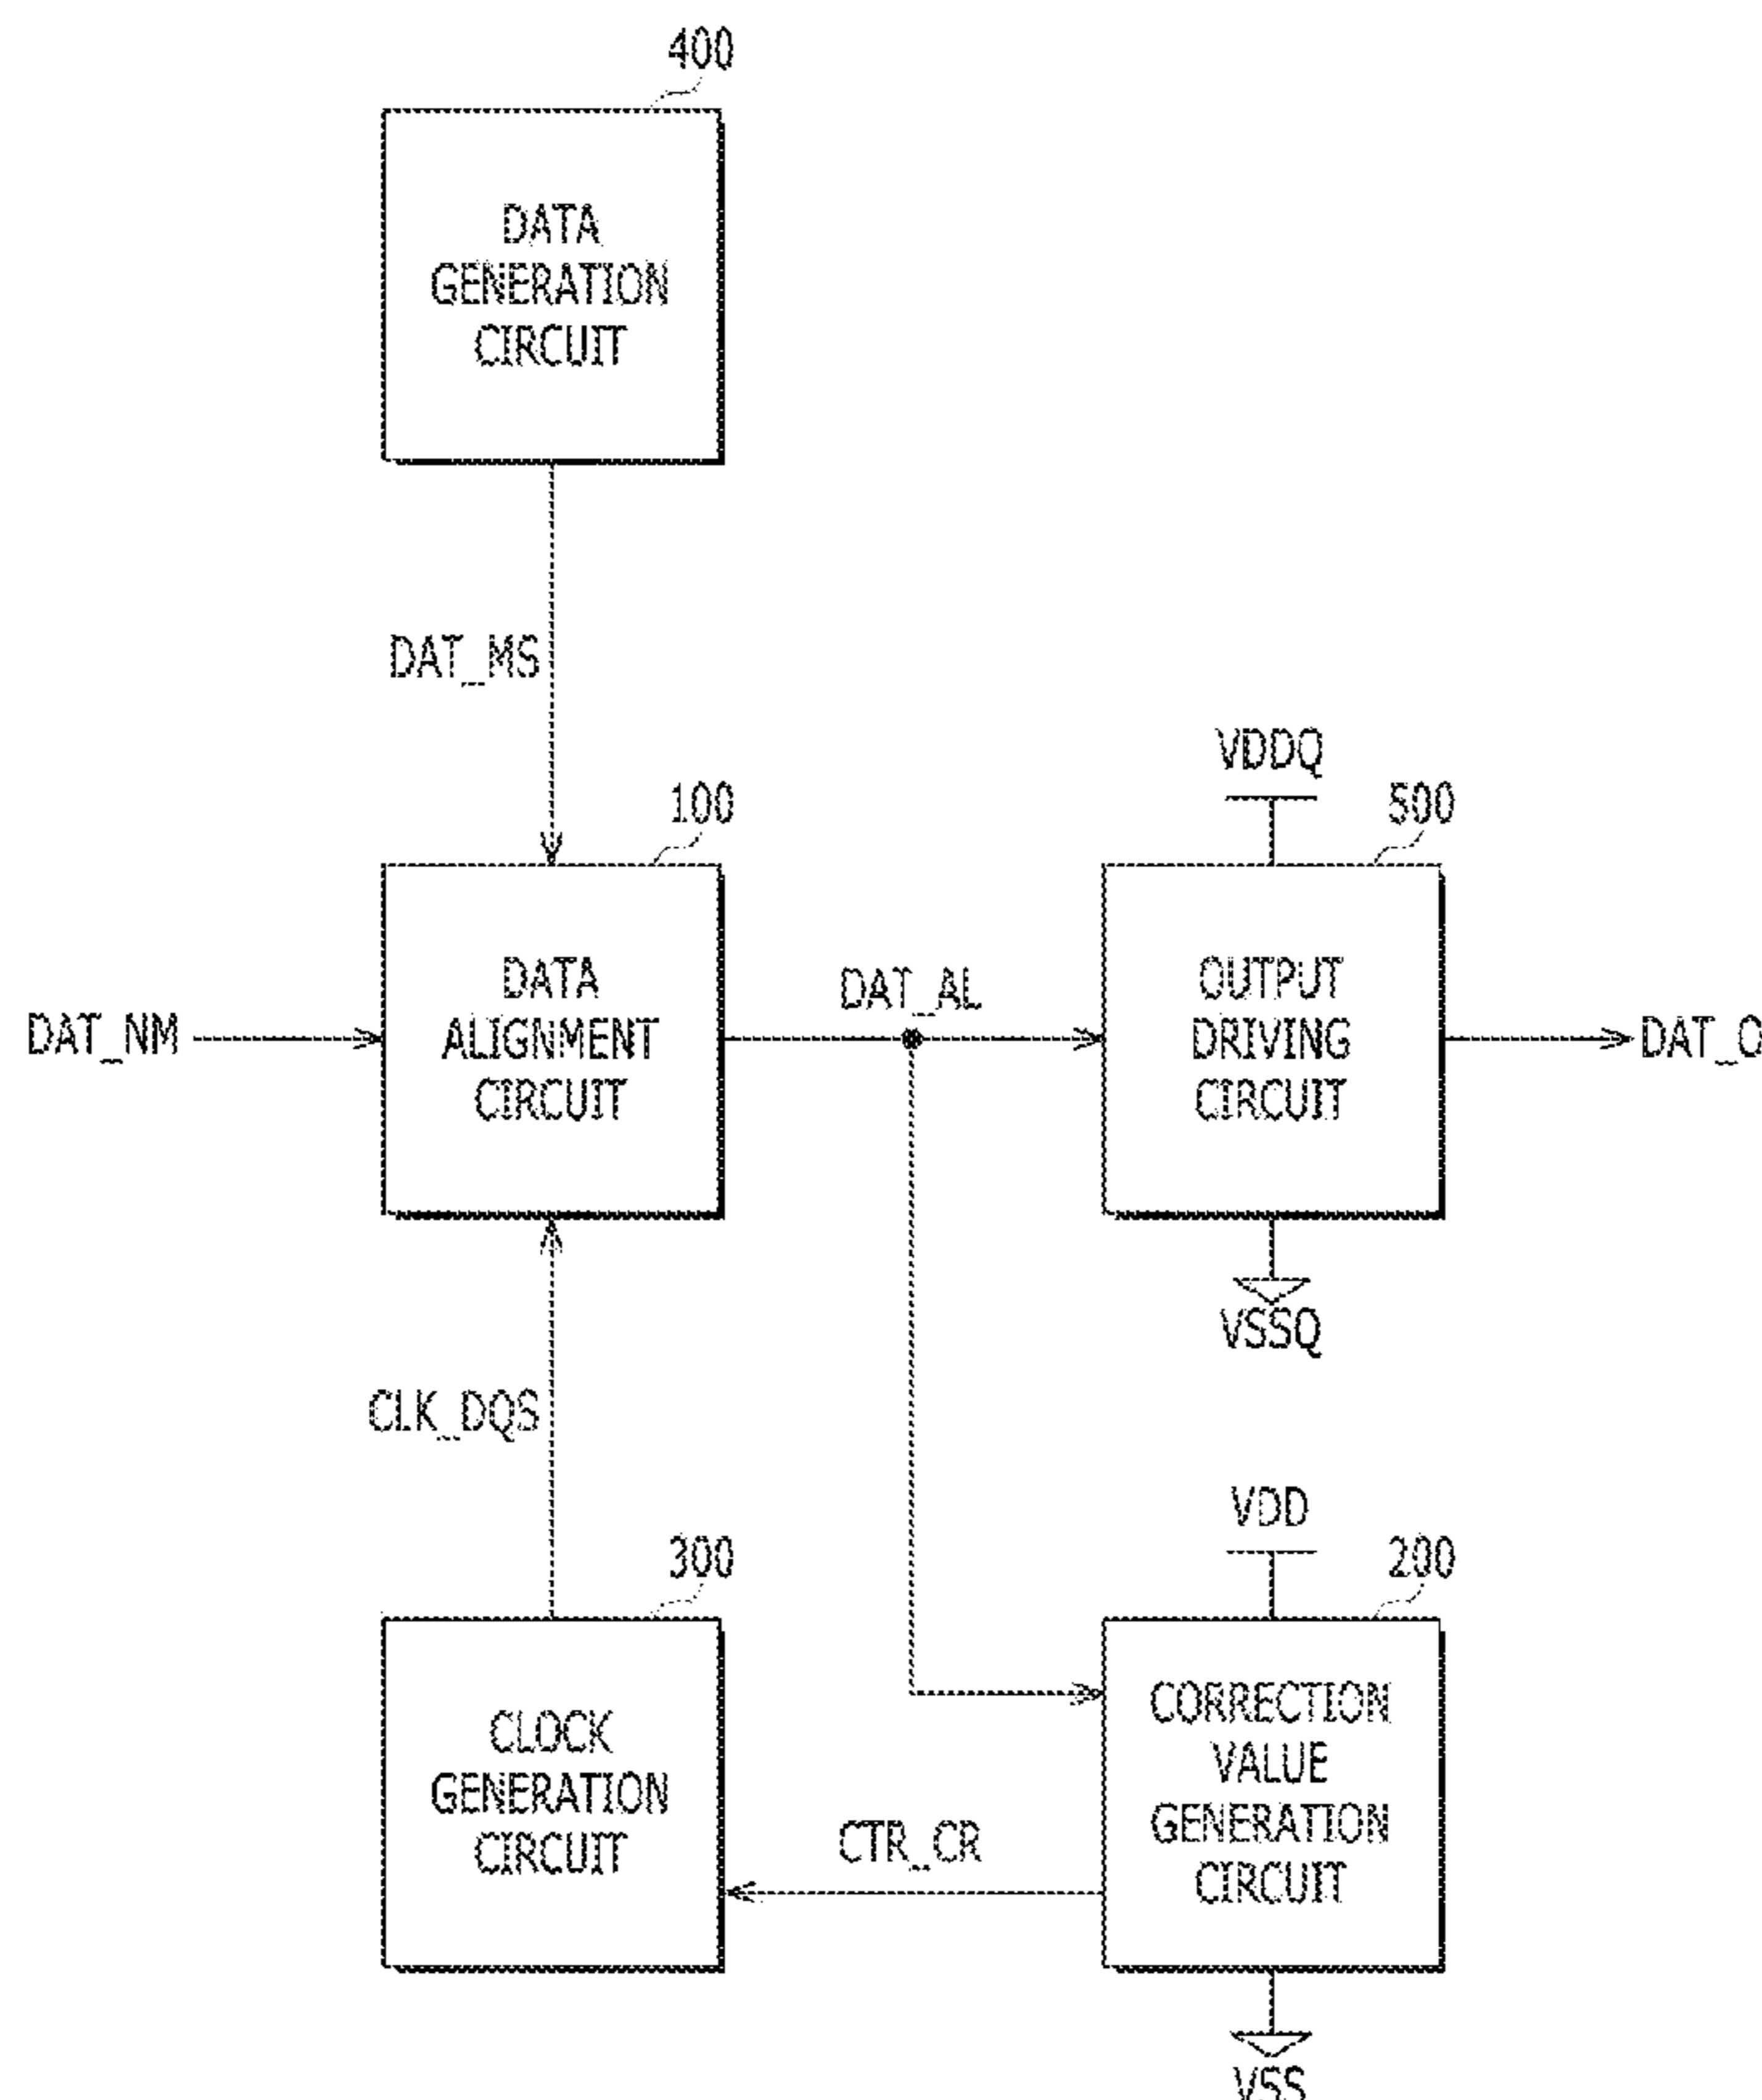 400
DATA
GENERATION
CIRCUIT
DAT_MS
VDDQ
100
500
DATA
ALIGNMENT
CIRCUIT
OUTPUT
DRIVING
CIRCUIT
DAT_NM
DAT_AL
DAT_O
VSSQ
CLK_DQS
VDD
300
200
CLOCK
GENERATION
CIRCUIT
CORRECTION
VALUE
GENERATION
CIRCUIT
CTR_CR
VSS